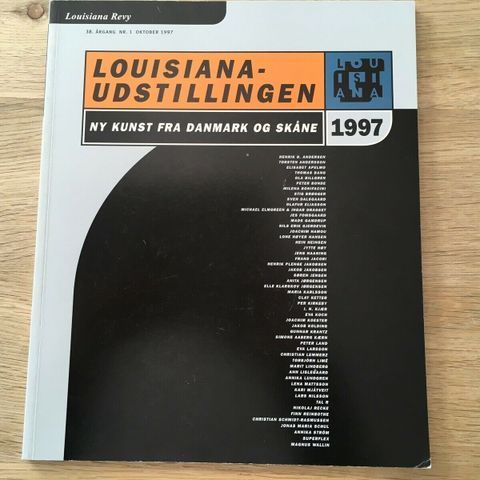 Louisiana Revy
38. ÅRGANG NR. 1 OKTOBER 1997
LOUISIANA-
UDSTILLINGEN
LOU
ISI
ANA
NY KUNST FRA DANMARK OG SKÅNE
1997
HENRIK B. ANDERSEN
TORSTEN ANDERSSON
ELISABET APELMO
THOMAS BANG
OLA BILLGREN
PETER BONDE
MILENA BONIFACINI
STIG BRØGGER
SVEN DALSGAARD
OLAFUR ELIASSON
MICHAEL ELMGREEN & INGAR DRAGSET
JES FOMSGAARD
MADS GAMDRUP
NILS ERIK GJERDEVIK
JOACHIM HAMOU
LONE HØYER HANSEN
HEIN HEINSEN
JYTTE HØY
JENS HAANING
FRANS JACOBI
HENRIK PLENGE JAKOBSEN
JAKOB JAKOBSEN
SØREN JENSEN
ANITA JØRGENSEN
ELLE KLARSKOV JØRGENSEN
MARIA KARLSSON
CLAY KETTER
PER KIRKEBY
I. N. KJÆR
EVA KOCH
JOACHIM KOESTER
JAKOB KOLDING
GUNNAR KRANTZ
SIMONE AABERG KÆRN
PETER LAND
EVA LARSSON
CHRISTIAN LEMMERZ
TORBJÖRN LIMÉ
MARIT LINDBERG
ANN LISLEGAARD
ANNIKA LUNDGREN
LENA MATTSSON
KARI MJÅTVEIT
LARS NILSSON
TAL R
NIKOLAJ RECKE
FINN REINBOTHE
CHRISTIAN SCHMIDT-RASMUSSEN
JONAS MARIA SCHUL
ANNIKA STRÖM
SUPERFLEX
MAGNUS WALLIN